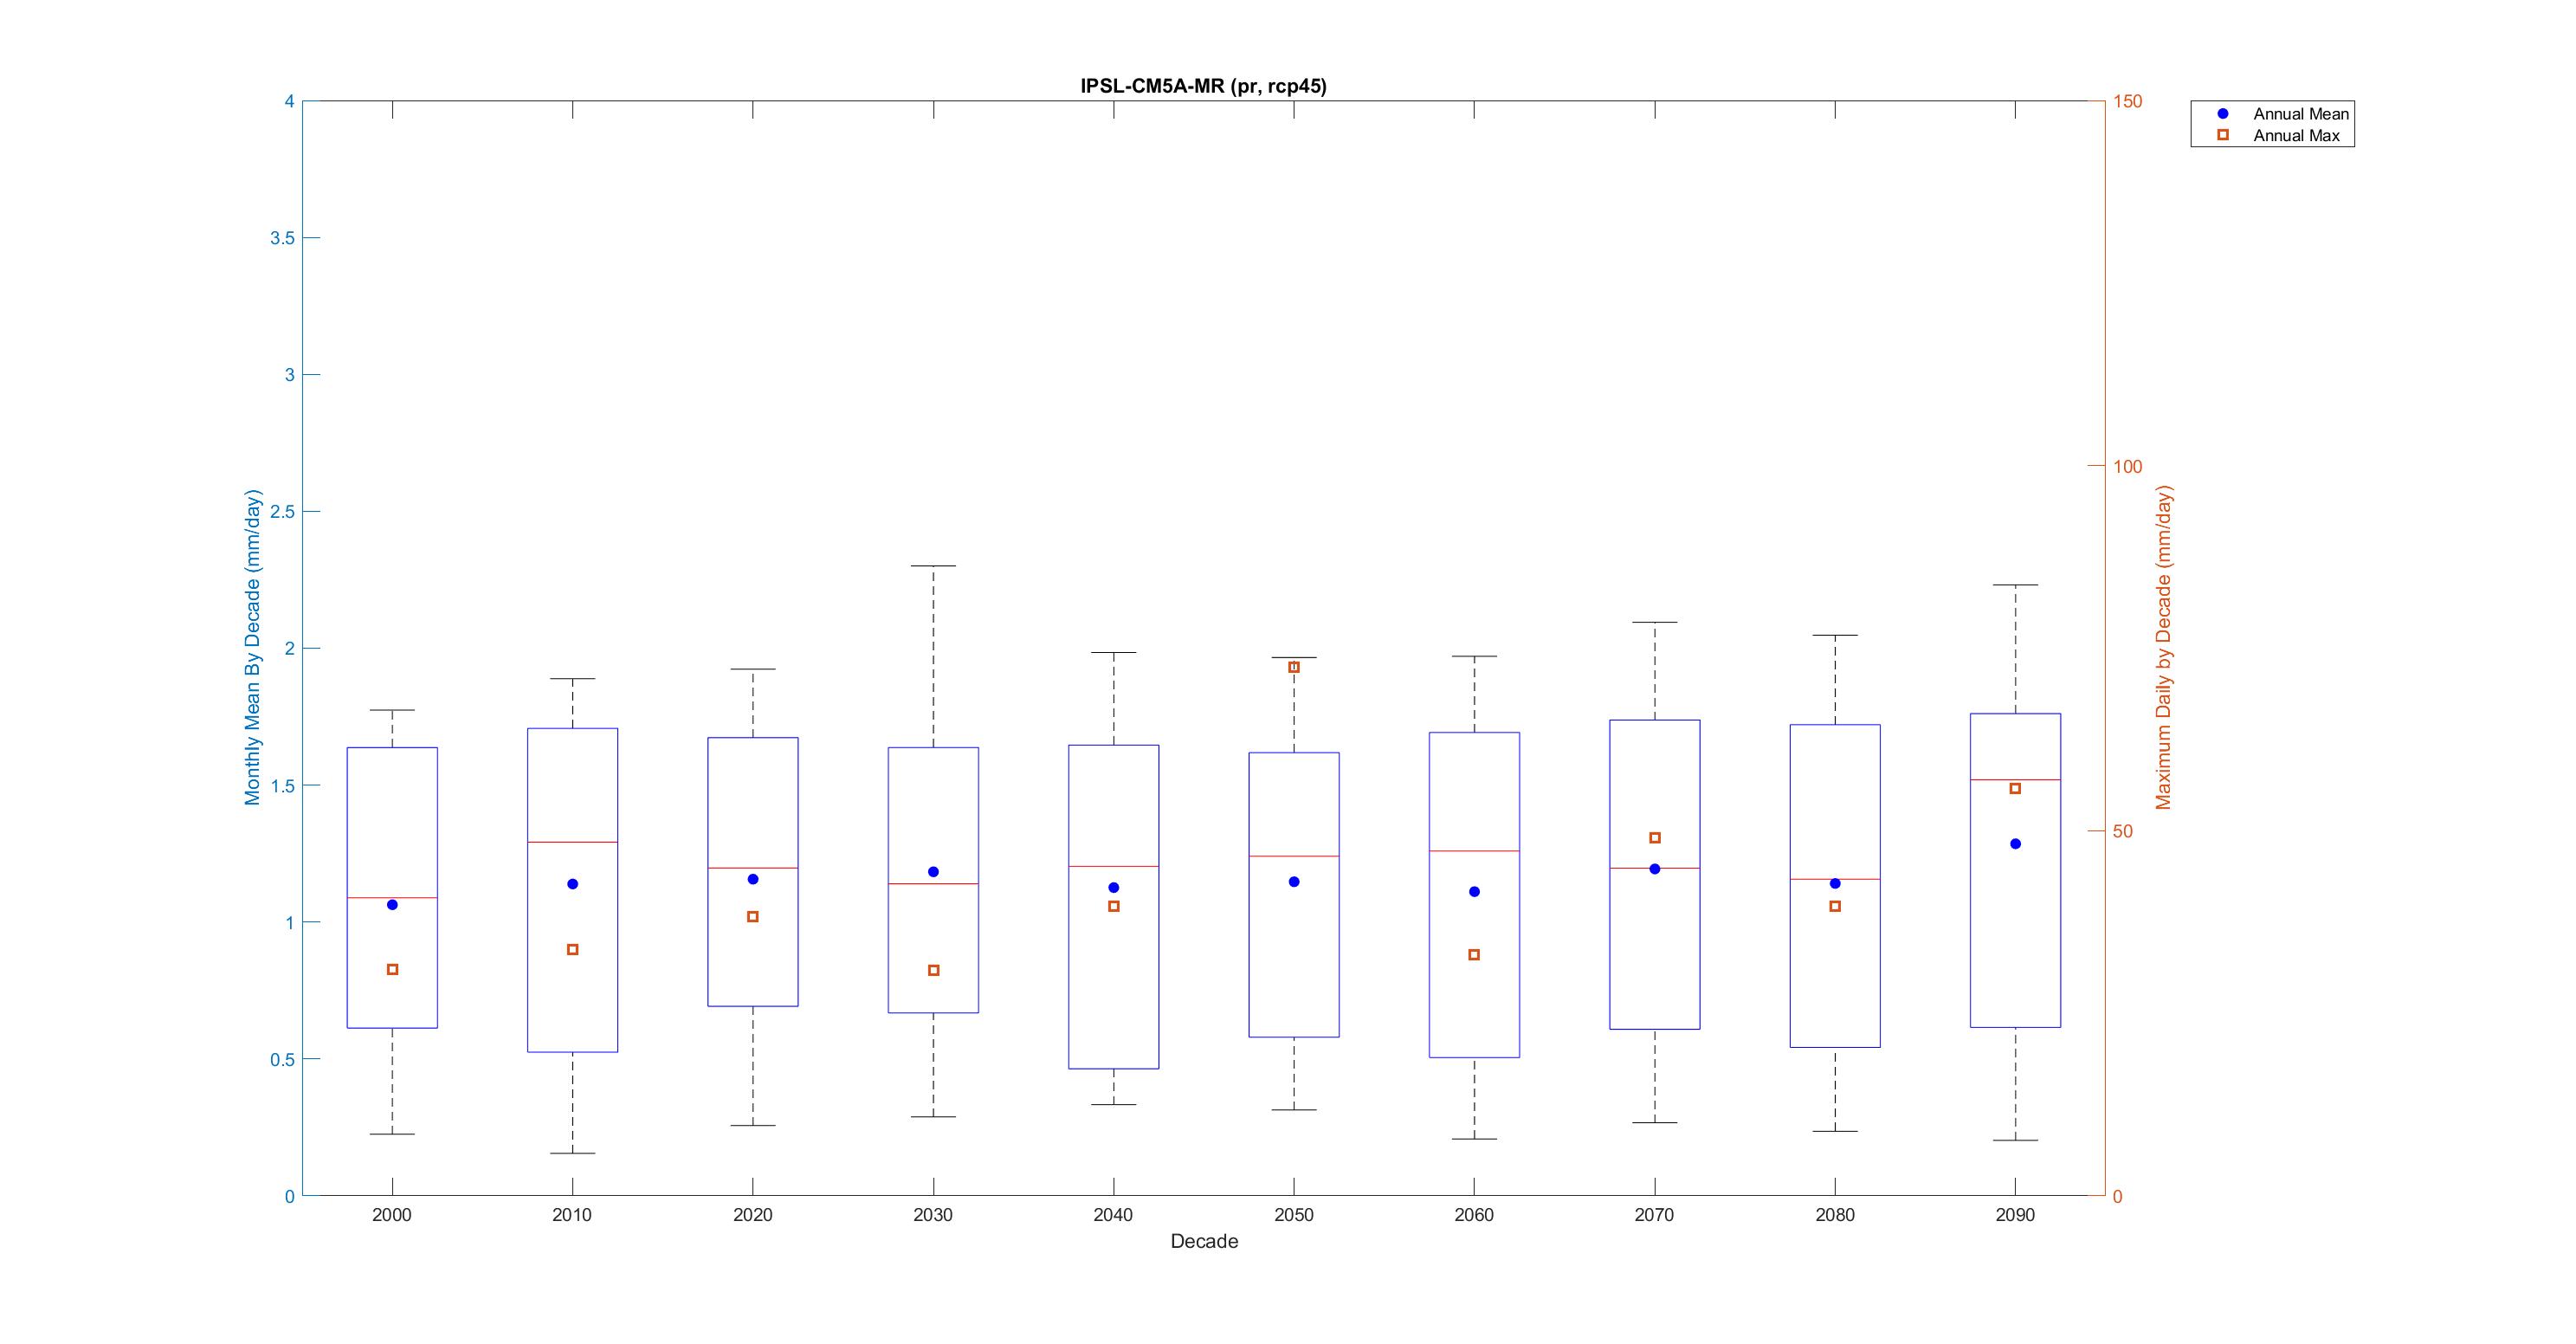 IPSL-CM5A-MR (pr, rcp45)
Annual Mean
Annual Max
Monthly Mean By Decade (mm/day)
4
3.5
3
2.5
2
1.5
1
0.5
0
Maximum Daily by Decade (mm/day)
150
100
50
0
2000 2010 2020 2030 2040 2050 2060 2070 2080 2090
Decade